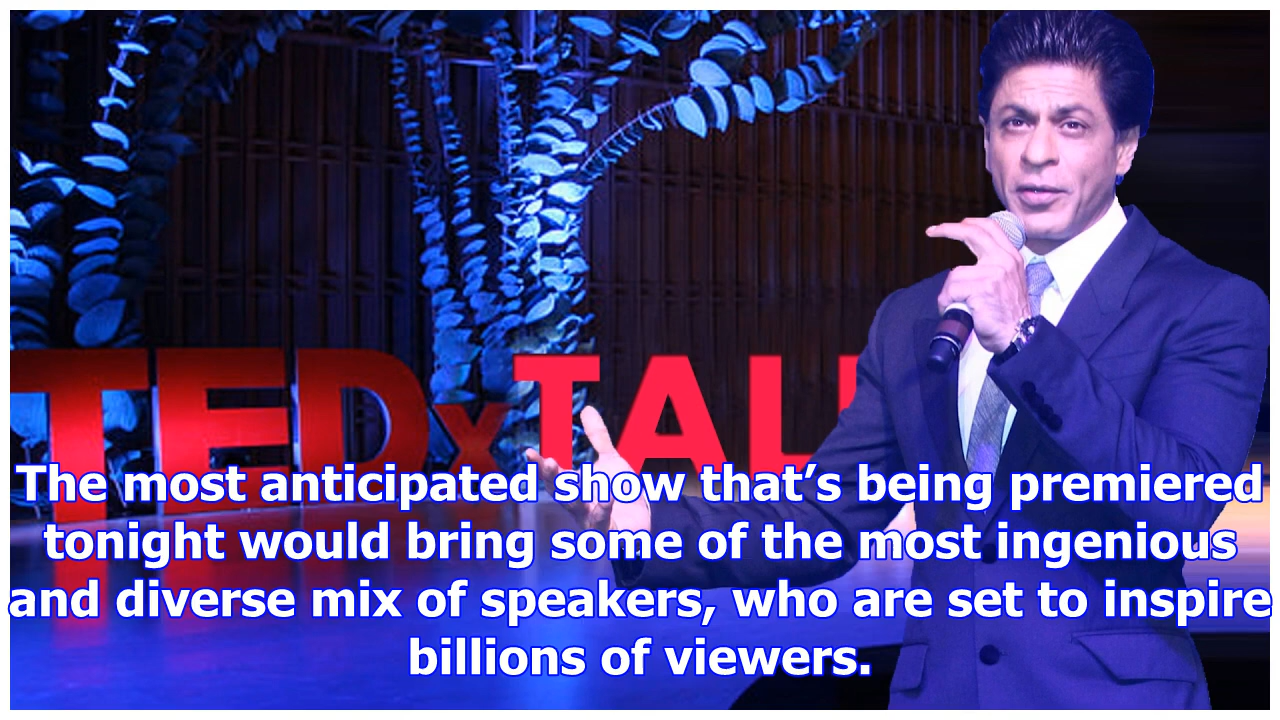 TEDxTAL
The most anticipated show that’s being premiered
tonight would bring some of the most ingenious
and diverse mix of speakers, who are set to inspire
billions of viewers.